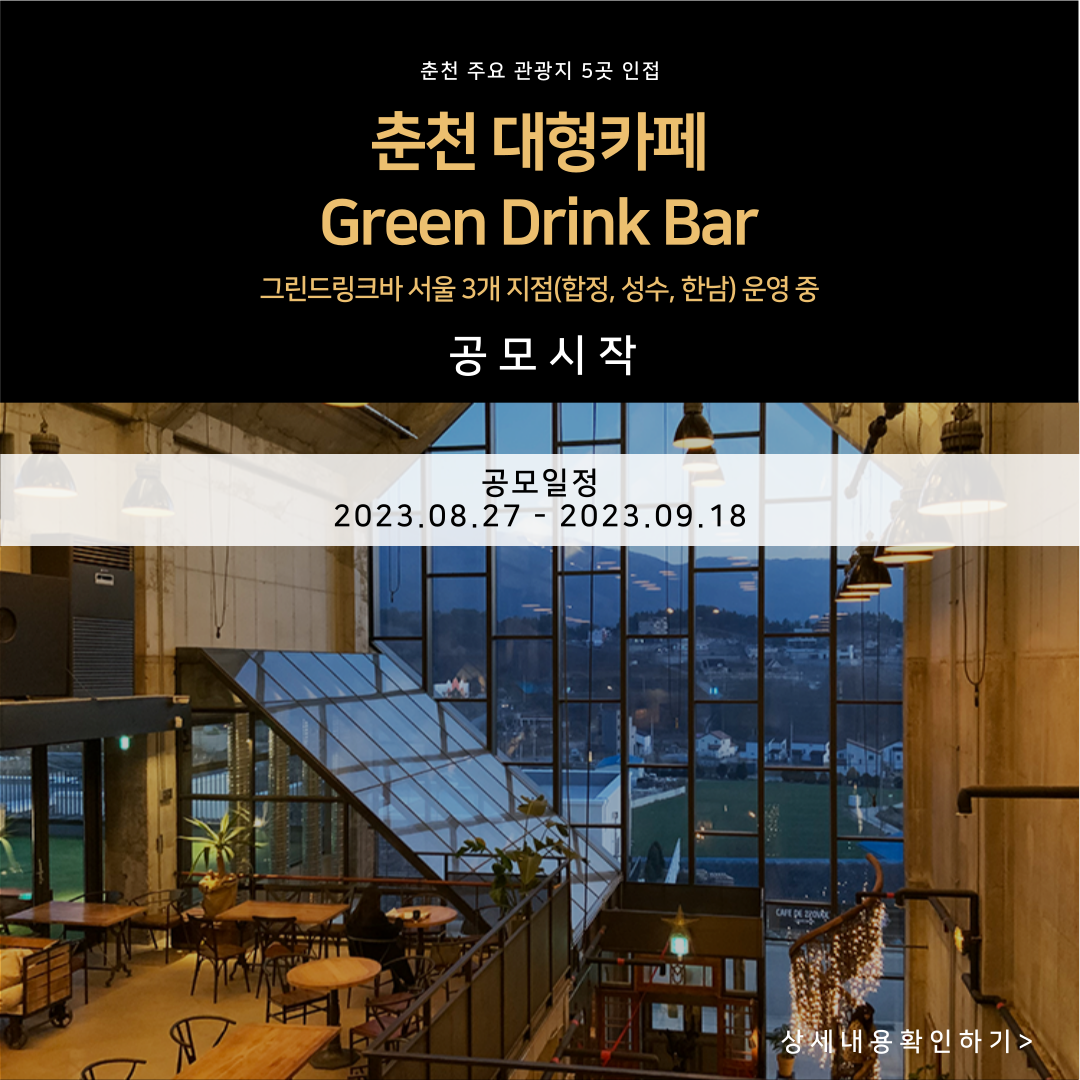 춘천 주요 관광지 5곳 인접
춘천 대형카페
Green Drink Bar
그린드링크바 서울 3개 지점(합정, 성수, 한남) 운영 중
공모시작
공모일정
2023.08.27 - 2023.09.18
CAFE DE
상세내용확인하기>